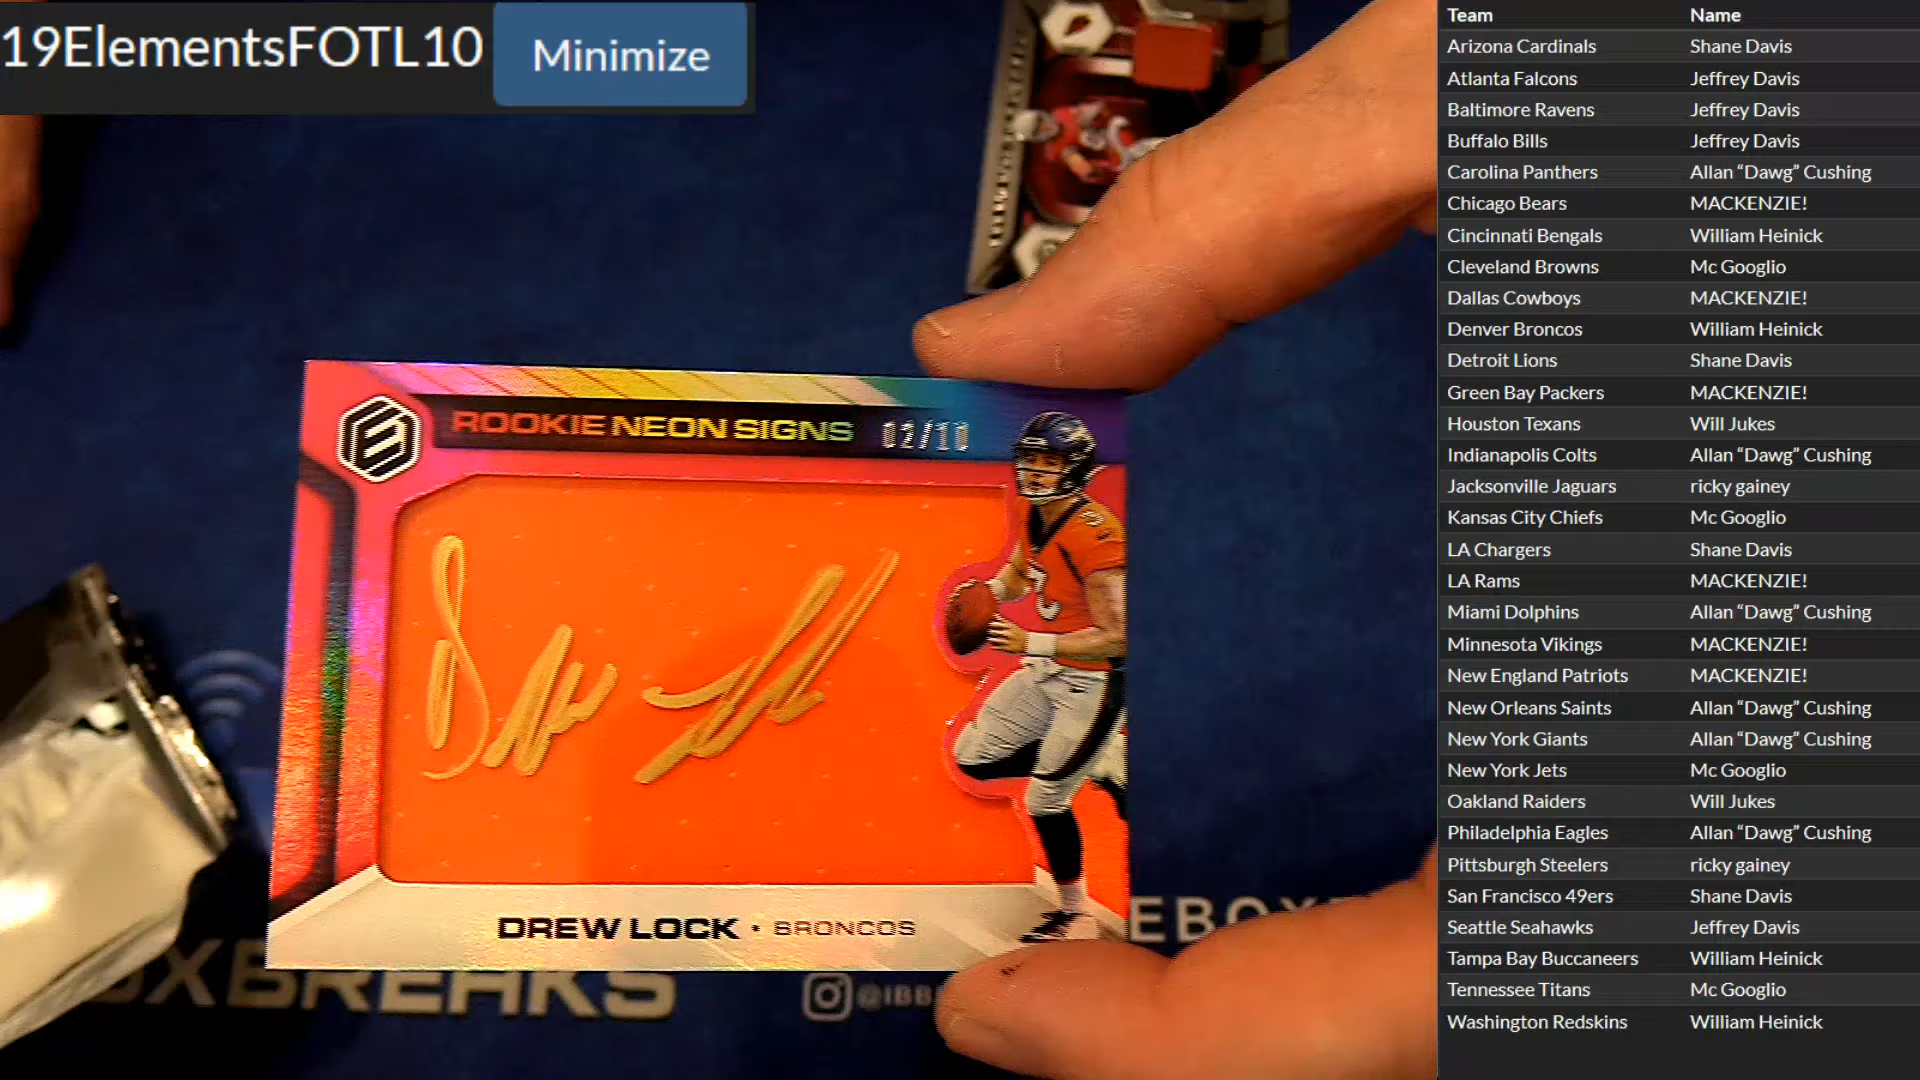 19ElementsFOTL10
Minimize
ROOKIE NEON SIGNS 02/10
Drew Lock
DREW LOCK · BRONCOS
OXBREAKS
@IBB
EBOX
Team Name
Arizona Cardinals Shane Davis
Atlanta Falcons Jeffrey Davis
Baltimore Ravens Jeffrey Davis
Buffalo Bills Jeffrey Davis
Carolina Panthers Allan “Dawg” Cushing
Chicago Bears MACKENZIE!
Cincinnati Bengals William Heinick
Cleveland Browns Mc Googlio
Dallas Cowboys MACKENZIE!
Denver Broncos William Heinick
Detroit Lions Shane Davis
Green Bay Packers MACKENZIE!
Houston Texans Will Jukes
Indianapolis Colts Allan “Dawg” Cushing
Jacksonville Jaguars ricky gainey
Kansas City Chiefs Mc Googlio
LA Chargers Shane Davis
LA Rams MACKENZIE!
Miami Dolphins Allan “Dawg” Cushing
Minnesota Vikings MACKENZIE!
New England Patriots MACKENZIE!
New Orleans Saints Allan “Dawg” Cushing
New York Giants Allan “Dawg” Cushing
New York Jets Mc Googlio
Oakland Raiders Will Jukes
Philadelphia Eagles Allan “Dawg” Cushing
Pittsburgh Steelers ricky gainey
San Francisco 49ers Shane Davis
Seattle Seahawks Jeffrey Davis
Tampa Bay Buccaneers William Heinick
Tennessee Titans Mc Googlio
Washington Redskins William Heinick